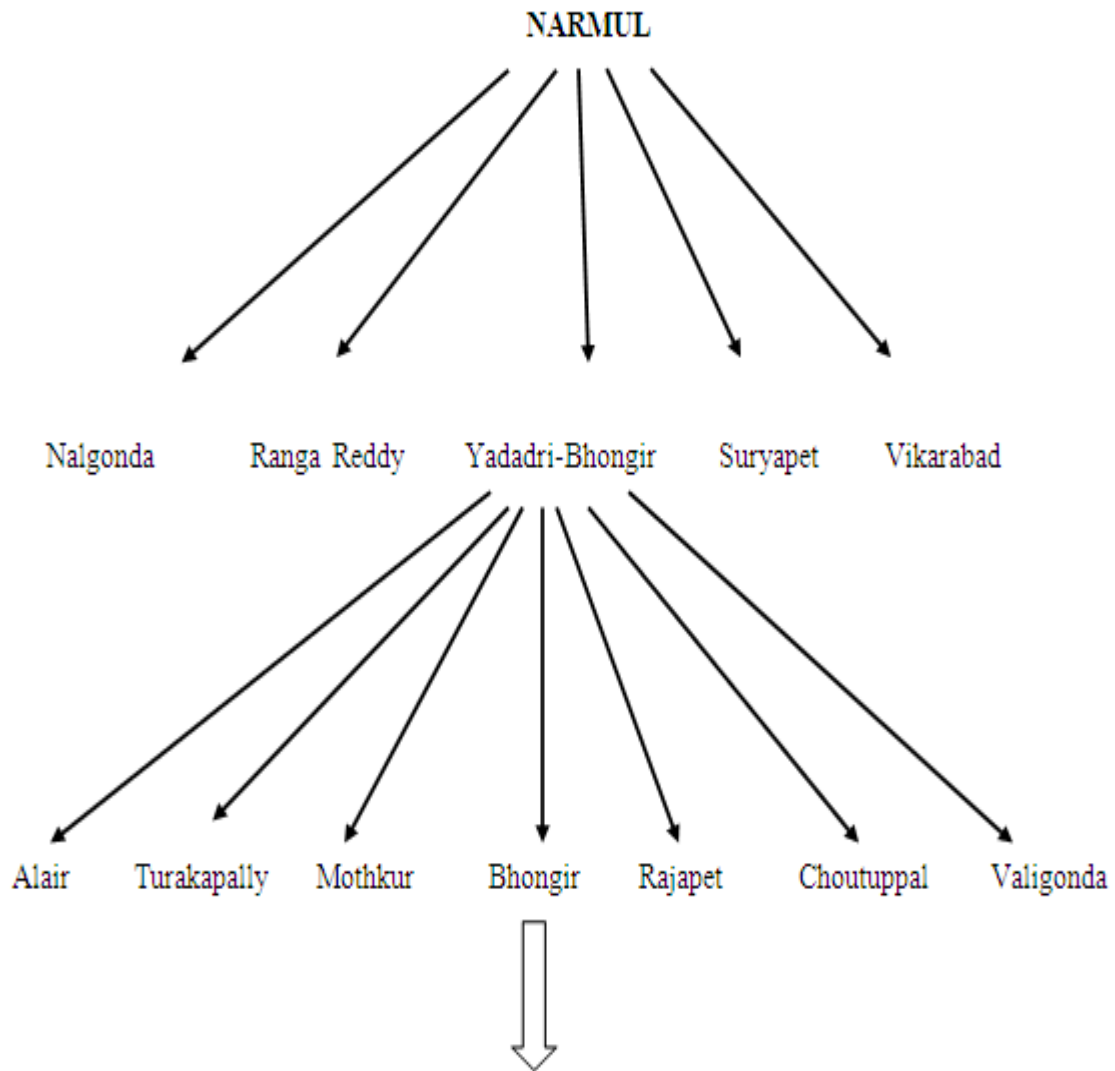 NARMUL
Nalgonda Ranga Reddy Yadadri-Bhongir Suryapet Vikarabad
Alair Turakapally Mothkur Bhongir Rajapet Choutuppal Valigonda